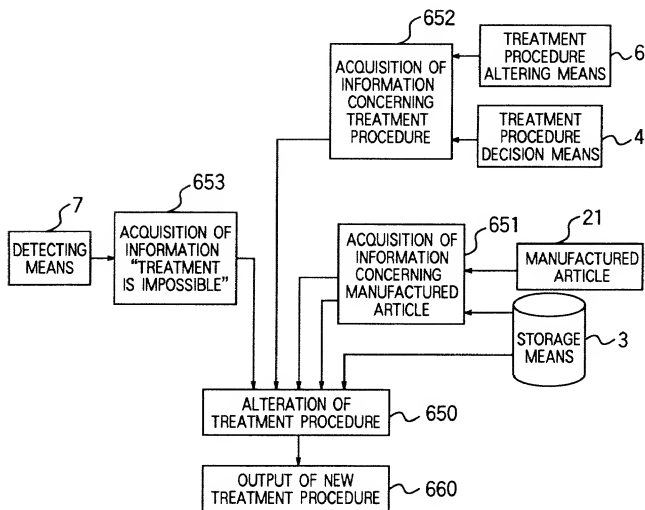 652
TREATMENT
PROCEDURE
ALTERING MEANS
6
ACQUISITION OF
INFORMATION
CONCERNING
TREATMENT
PROCEDURE
TREATMENT
PROCEDURE
DECISION MEANS
4
653
7
DETECTING
MEANS
ACQUISITION OF
INFORMATION
“TREATMENT
IS IMPOSSIBLE”
651
ACQUISITION OF
INFORMATION
CONCERNING
MANUFACTURED
ARTICLE
21
MANUFACTURED
ARTICLE
STORAGE
MEANS
3
ALTERATION OF
TREATMENT PROCEDURE
650
OUTPUT OF NEW
TREATMENT PROCEDURE
660